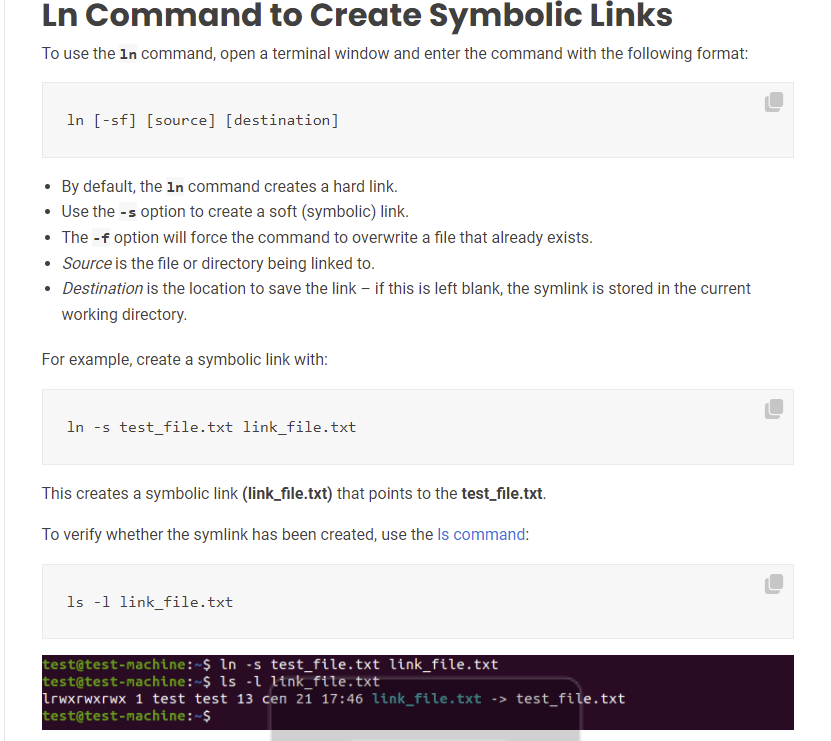 Ln Command to Create Symbolic Links
To use the ln command, open a terminal window and enter the command with the following format:
ln [-sf] [source] [destination]
By default, the ln command creates a hard link.
Use the -s option to create a soft (symbolic) link.
The -f option will force the command to overwrite a file that already exists.
Source is the file or directory being linked to.
Destination is the location to save the link – if this is left blank, the symlink is stored in the current
working directory.
For example, create a symbolic link with:
ln -s test_file.txt link_file.txt
This creates a symbolic link (link_file.txt) that points to the test_file.txt.
To verify whether the symlink has been created, use the ls command:
ls -l link_file.txt
test@test-machine:~$ ln -s test_file.txt link_file.txt
test@test-machine:~$ ls -l link_file.txt
lrwxrwxrwx 1 test test 13 сеп 21 17:46 link_file.txt -> test_file.txt
test@test-machine:~$